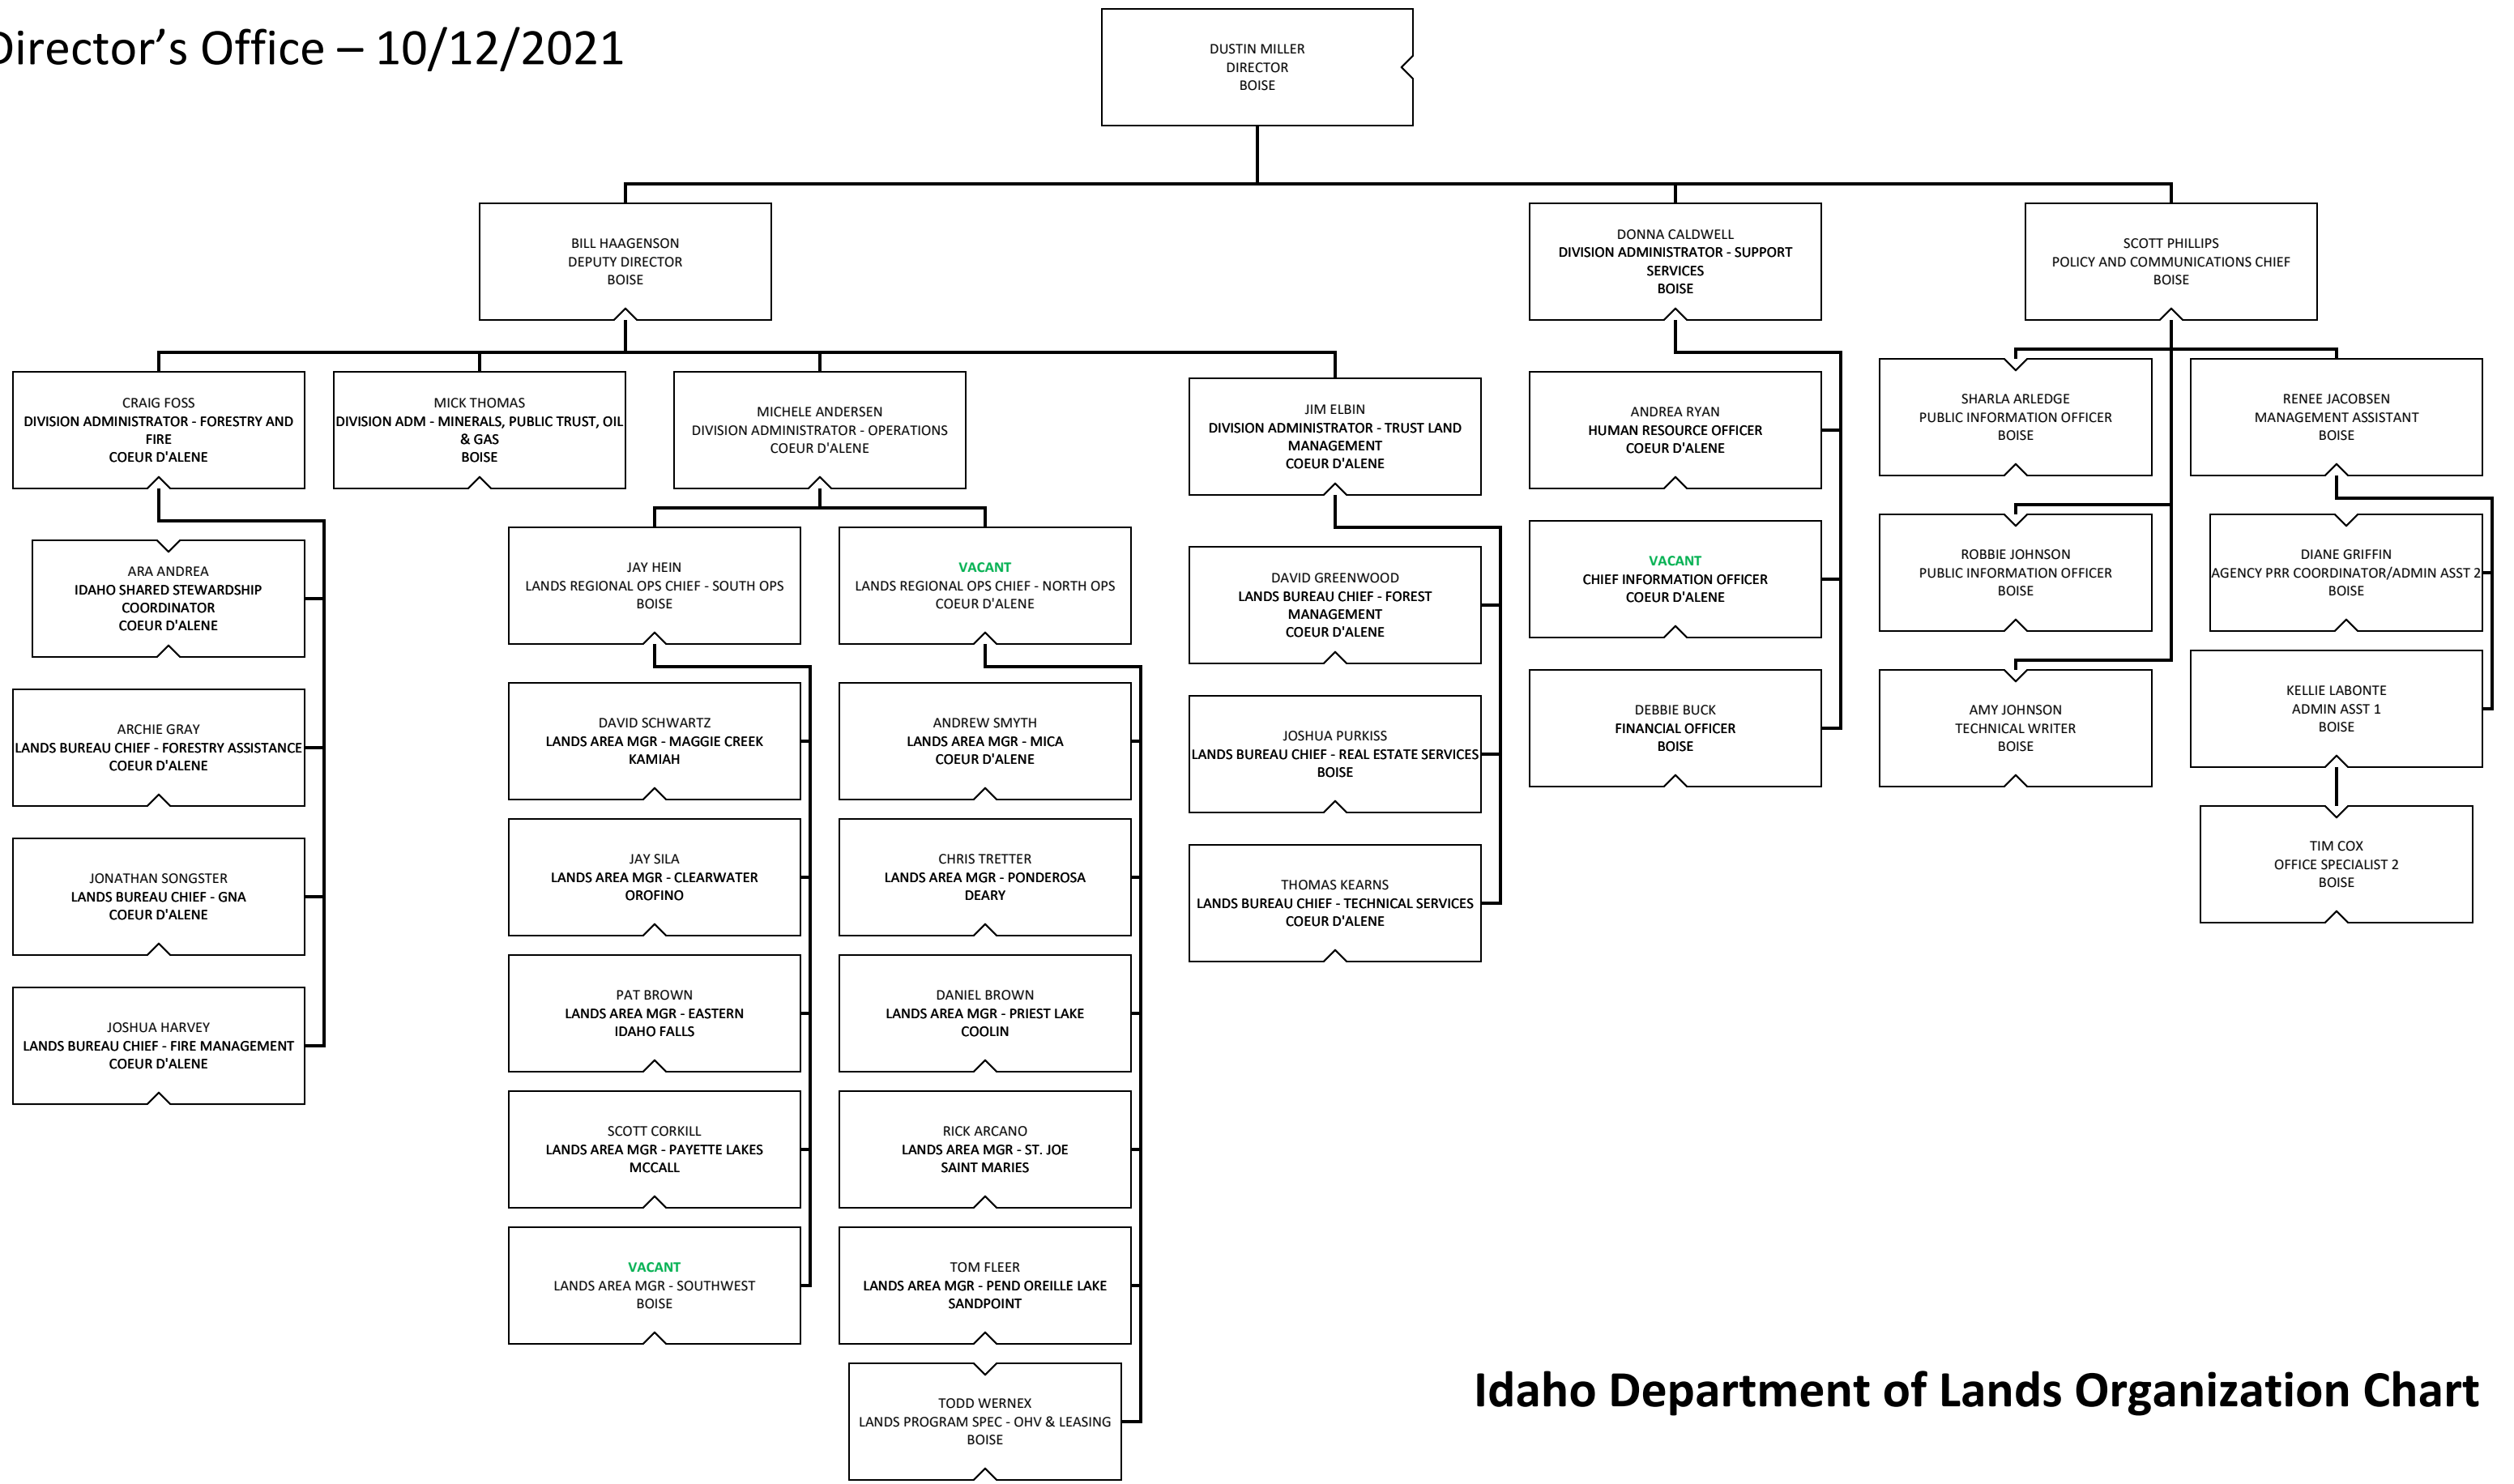 Director's Office – 10/12/2021
DUSTIN MILLER
DIRECTOR
BOISE
BILL HAAGENSON
DEPUTY DIRECTOR
BOISE
DONNA CALDWELL
DIVISION ADMINISTRATOR - SUPPORT
SERVICES
BOISE
SCOTT PHILLIPS
POLICY AND COMMUNICATIONS CHIEF
BOISE
CRAIG FOSS
DIVISION ADMINISTRATOR - FORESTRY AND
FIRE
COEUR D'ALENE
MICK THOMAS
DIVISION ADM - MINERALS, PUBLIC TRUST, OIL
& GAS
BOISE
MICHELE ANDERSEN
DIVISION ADMINISTRATOR - OPERATIONS
COEUR D'ALENE
JIM ELBIN
DIVISION ADMINISTRATOR - TRUST LAND
MANAGEMENT
COEUR D'ALENE
ANDREA RYAN
HUMAN RESOURCE OFFICER
COEUR D'ALENE
SHARLA ARLEDGE
PUBLIC INFORMATION OFFICER
BOISE
RENEE JACOBSEN
MANAGEMENT ASSISTANT
BOISE
ARA ANDREA
IDAHO SHARED STEWARDSHIP
COORDINATOR
COEUR D'ALENE
JAY HEIN
LANDS REGIONAL OPS CHIEF - SOUTH OPS
BOISE
VACANT
LANDS REGIONAL OPS CHIEF - NORTH OPS
COEUR D'ALENE
DAVID GREENWOOD
LANDS BUREAU CHIEF - FOREST
MANAGEMENT
COEUR D'ALENE
VACANT
CHIEF INFORMATION OFFICER
COEUR D'ALENE
ROBBIE JOHNSON
PUBLIC INFORMATION OFFICER
BOISE
DIANE GRIFFIN
AGENCY PRR COORDINATOR/ADMIN ASST 2
BOISE
ARCHIE GRAY
LANDS BUREAU CHIEF - FORESTRY ASSISTANCE
COEUR D'ALENE
DAVID SCHWARTZ
LANDS AREA MGR - MAGGIE CREEK
KAMIAH
ANDREW SMYTH
LANDS AREA MGR - MICA
COEUR D'ALENE
JOSHUA PURKISS
LANDS BUREAU CHIEF - REAL ESTATE SERVICES
BOISE
DEBBIE BUCK
FINANCIAL OFFICER
BOISE
AMY JOHNSON
TECHNICAL WRITER
BOISE
KELLIE LABONTE
ADMIN ASST 1
BOISE
JONATHAN SONGSTER
LANDS BUREAU CHIEF - GNA
COEUR D'ALENE
JAY SILA
LANDS AREA MGR - CLEARWATER
OROFINO
CHRIS TRETTER
LANDS AREA MGR - PONDEROSA
DEARY
THOMAS KEARNS
LANDS BUREAU CHIEF - TECHNICAL SERVICES
COEUR D'ALENE
TIM COX
OFFICE SPECIALIST 2
BOISE
JOSHUA HARVEY
LANDS BUREAU CHIEF - FIRE MANAGEMENT
COEUR D'ALENE
PAT BROWN
LANDS AREA MGR - EASTERN
IDAHO FALLS
DANIEL BROWN
LANDS AREA MGR - PRIEST LAKE
COOLIN
SCOTT CORKILL
LANDS AREA MGR - PAYETTE LAKES
MCCALL
RICK ARCANO
LANDS AREA MGR - ST. JOE
SAINT MARIES
VACANT
LANDS AREA MGR - SOUTHWEST
BOISE
TOM FLEER
LANDS AREA MGR - PEND OREILLE LAKE
SANDPOINT
TODD WERNEX
LANDS PROGRAM SPEC - OHV & LEASING
BOISE
Idaho Department of Lands Organization Chart